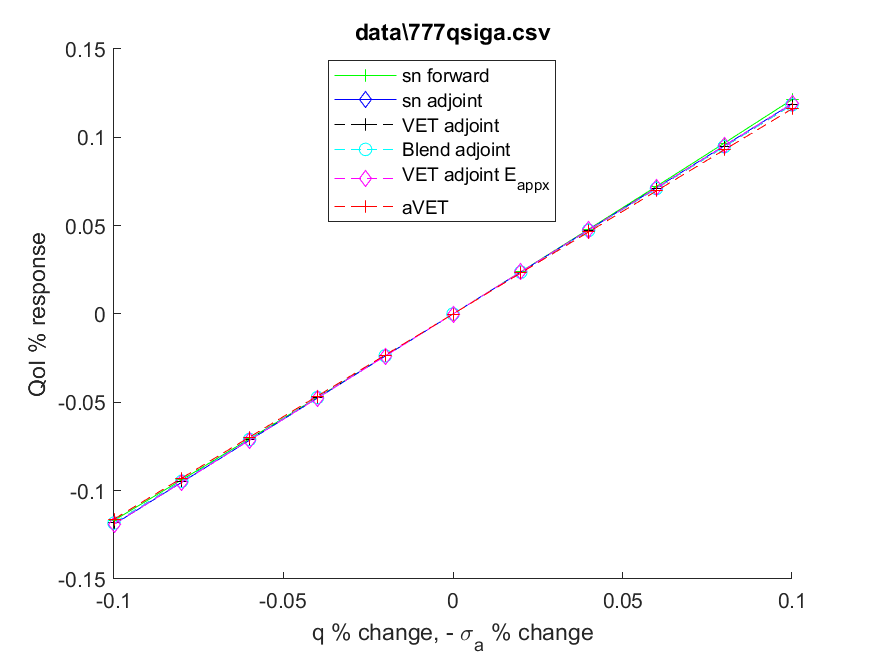 data\777qsiga.csv
sn forward
sn adjoint
VET adjoint
Blend adjoint
VET adjoint E_appx
aVET
0.15
0.1
0.05
0
-0.05
-0.1
-0.15
QoI % response
-0.1
-0.05
0
0.05
0.1
q % change, - σ_a % change